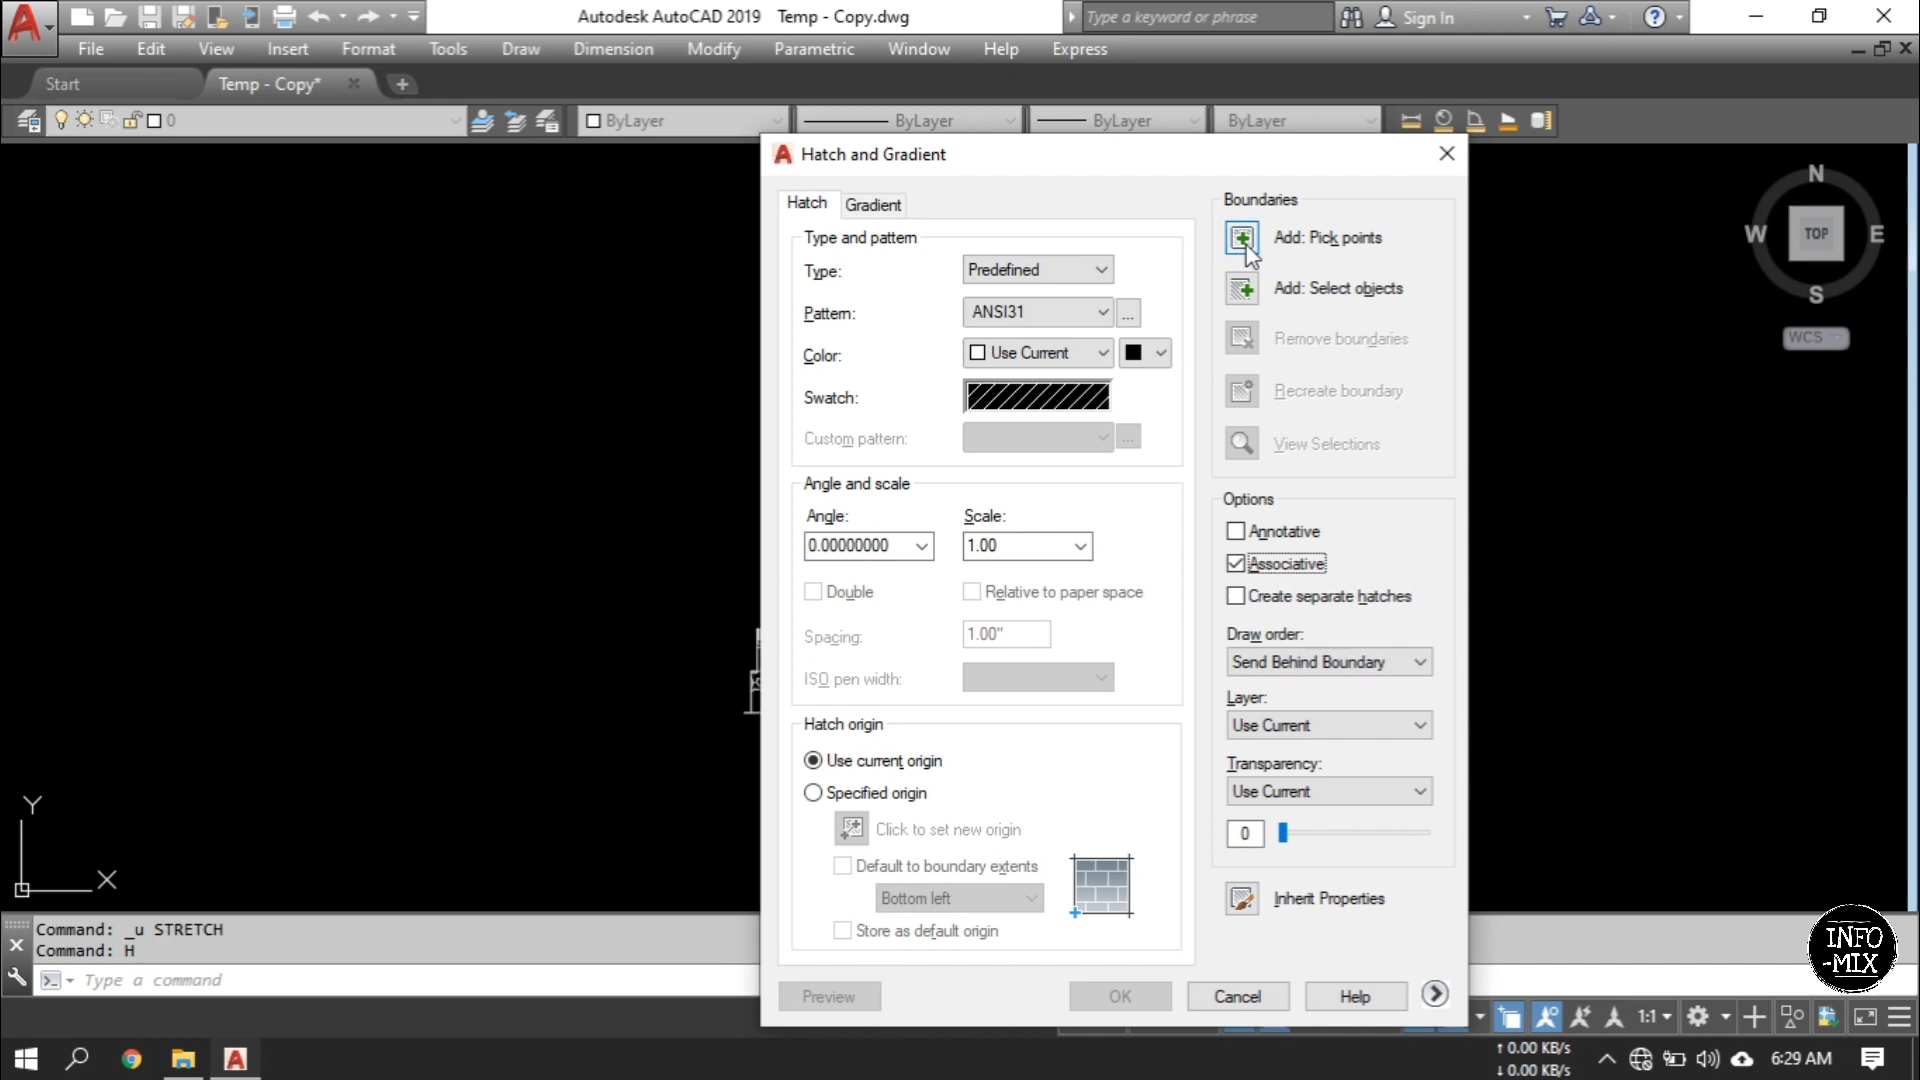 Autodesk AutoCAD 2019 Temp - Copy.dwg
Type a keyword or phrase
Sign In
File Edit View Insert Format Tools Draw Dimension Modify Parametric Window Help Express
Start
Temp - Copy*
0
ByLayer
ByLayer
ByLayer
ByLayer
Hatch and Gradient
Hatch
Gradient
Type and pattern
Type:
Predefined
Pattern:
ANSI31
...
Color:
Use Current
Swatch:
Custom pattern:
...
Angle and scale
Angle:
Scale:
0.00000000
1.00
Double
Relative to paper space
Spacing:
1.00"
ISO pen width:
Hatch origin
Use current origin
Specified origin
Click to set new origin
Default to boundary extents
Bottom left
Store as default origin
Boundaries
Add: Pick points
Add: Select objects
Remove boundaries
Recreate boundary
View Selections
Options
Annotative
Associative
Create separate hatches
Draw order:
Send Behind Boundary
Layer:
Use Current
Transparency:
Use Current
0
Inherit Properties
Preview
OK
Cancel
Help
N
W
TOP
E
S
WCS
Y
X
Command: _u STRETCH
Command: H
Type a command
INFO
-MIX
1:1
↑ 0.00 KB/s
↓ 0.00 KB/s
6:29 AM